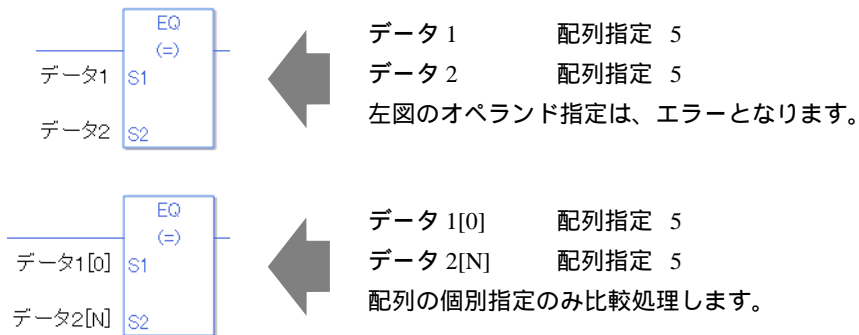 EQ
(=)
データ1 S1
データ2 S2
データ 1 配列指定 5
データ 2 配列指定 5
左図のオペランド指定は、エラーとなります。
EQ
(=)
データ1[0] S1
データ2[N] S2
データ 1[0] 配列指定 5
データ 2[N] 配列指定 5
配列の個別指定のみ比較処理します。